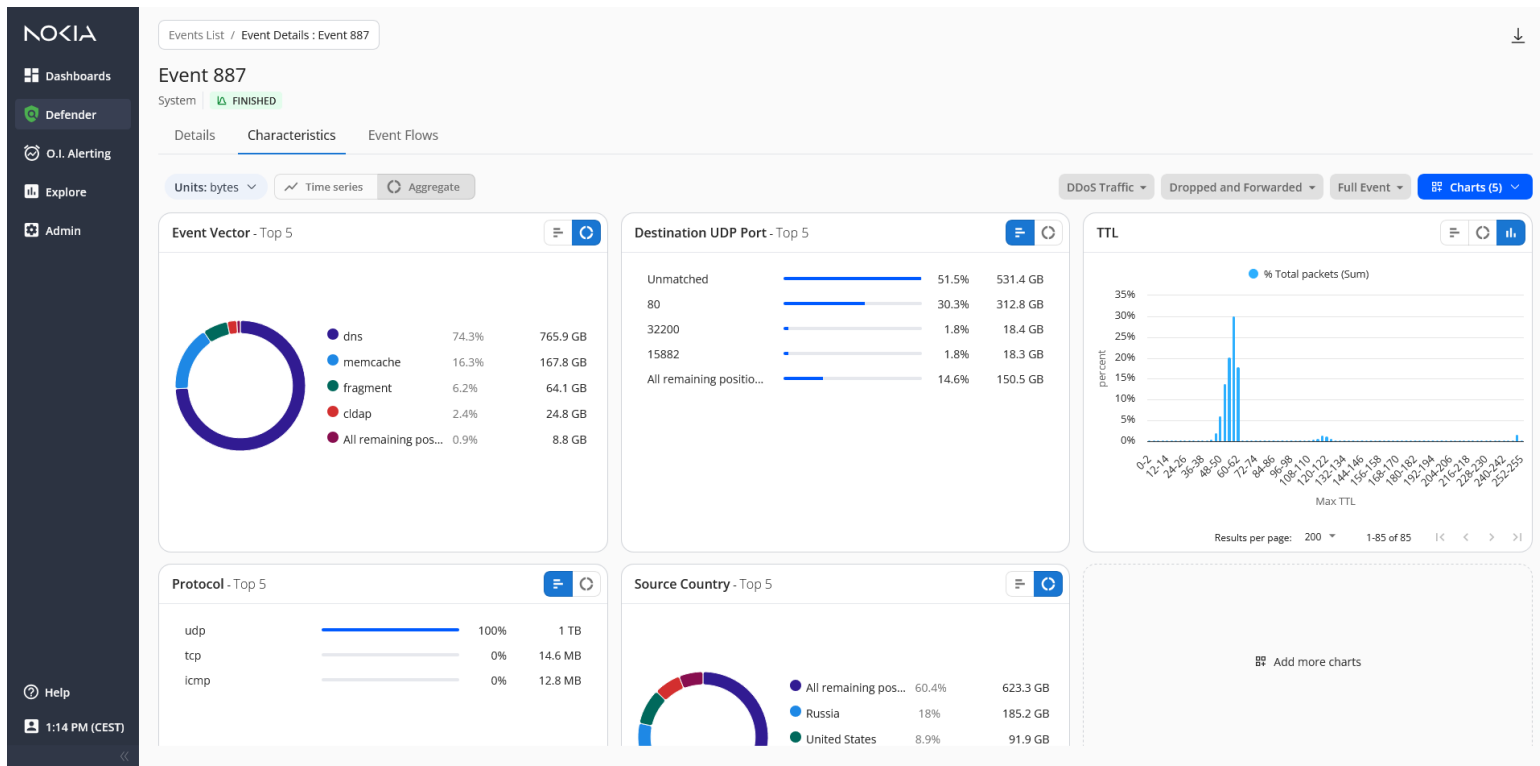 NOKIA
Dashboards
Defender
O.I. Alerting
Explore
Admin
Help
1:14 PM (CEST)
Events List / Event Details : Event 887
Event 887
System FINISHED
Details Characteristics Event Flows
Units: bytes Time series Aggregate DDoS Traffic Dropped and Forwarded Full Event Charts (5)
Event Vector - Top 5
dns 74.3% 765.9 GB
memcache 16.3% 167.8 GB
fragment 6.2% 64.1 GB
cldap 2.4% 24.8 GB
All remaining pos... 0.9% 8.8 GB
Destination UDP Port - Top 5
Unmatched 51.5% 531.4 GB
80 30.3% 312.8 GB
32200 1.8% 18.4 GB
15882 1.8% 18.3 GB
All remaining positio... 14.6% 150.5 GB
TTL
% Total packets (Sum)
35%
30%
25%
20%
15%
10%
5%
0%
percent
0-2 12-14 24-26 36-38 48-50 60-62 72-74 84-86 96-98 108-110 120-122 132-134 144-146 156-158 168-170 180-182 192-194 204-206 216-218 228-230 240-242 252-255
Max TTL
Results per page: 200 1-85 of 85
Protocol - Top 5
udp 100% 1 TB
tcp 0% 14.6 MB
icmp 0% 12.8 MB
Source Country - Top 5
All remaining pos... 60.4% 623.3 GB
Russia 18% 185.2 GB
United States 8.9% 91.9 GB
Add more charts